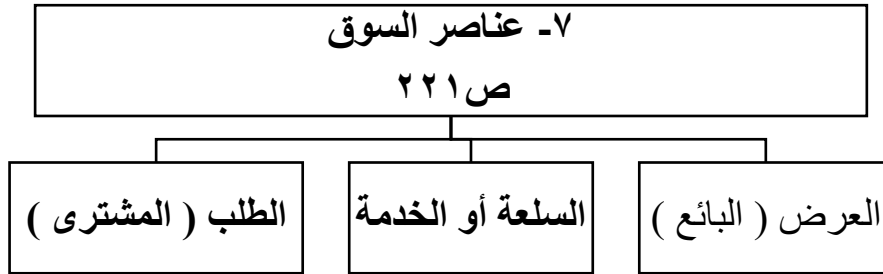 ٧- عناصر السوق
ص٢٢١
العرض ( البائع )
السلعة أو الخدمة
الطلب ( المشترى )